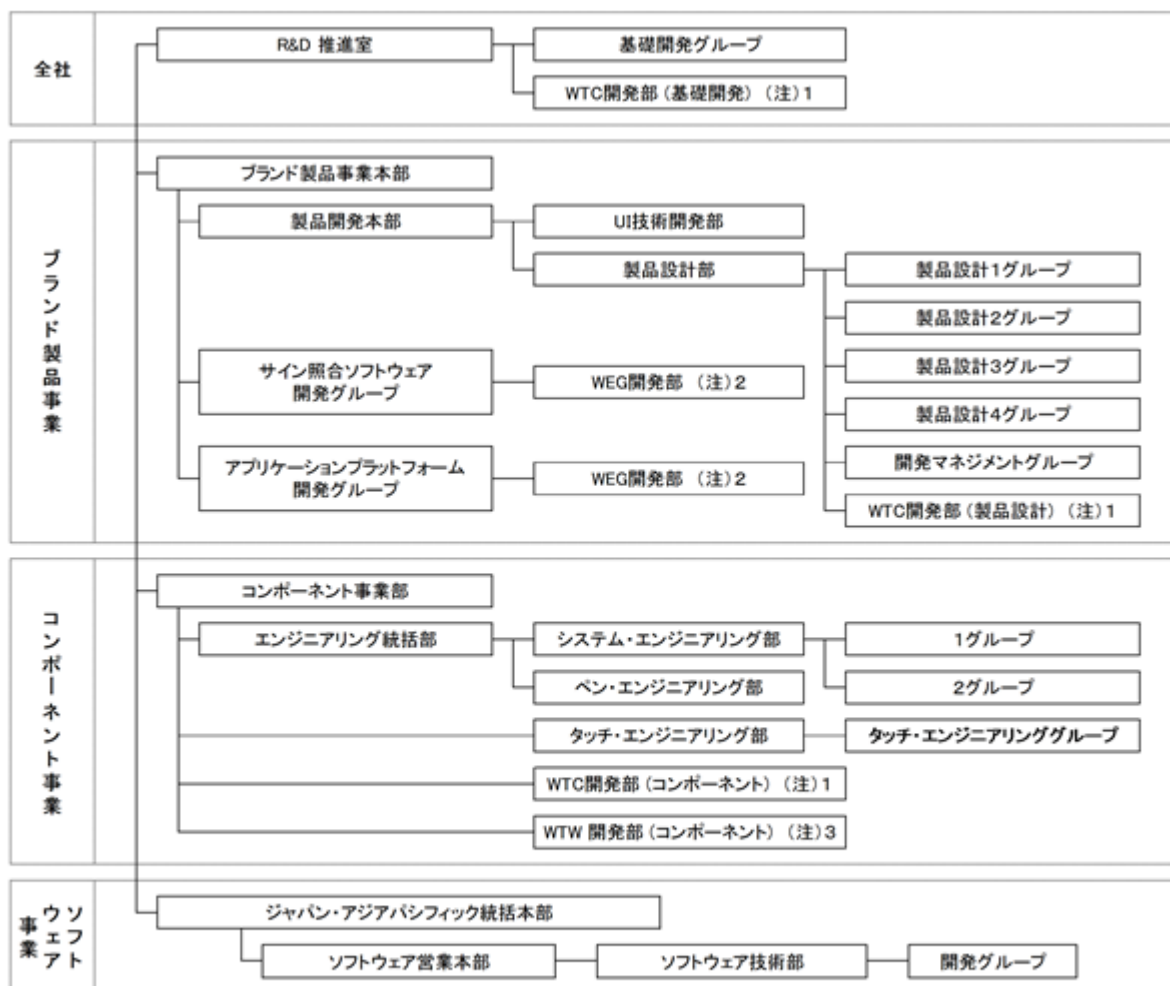 全社
R&D 推進室
基礎開発グループ
WTC開発部 (基礎開発) (注) 1
ブランド製品事業
ブランド製品事業本部
製品開発本部
UI技術開発部
製品設計部
製品設計1グループ
製品設計2グループ
製品設計3グループ
製品設計4グループ
開発マネジメントグループ
WTC開発部 (製品設計) (注) 1
サイン照合ソフトウェア
開発グループ
WEG開発部 (注) 2
アプリケーションプラットフォーム
開発グループ
WEG開発部 (注) 2
コンポーネント事業
コンポーネント事業部
エンジニアリング統括部
システム・エンジニアリング部
1グループ
2グループ
ペン・エンジニアリング部
タッチ・エンジニアリング部
タッチ・エンジニアリンググループ
WTC開発部 (コンポーネント) (注) 1
WTW 開発部 (コンポーネント) (注) 3
ソフト
ウェア
事業
ジャパン・アジアパシフィック統括本部
ソフトウェア営業本部
ソフトウェア技術部
開発グループ